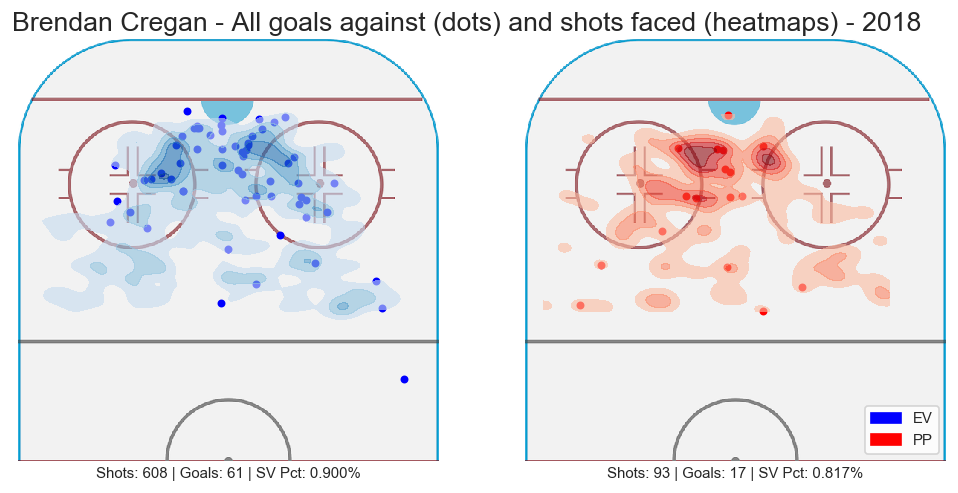 Brendan Cregan - All goals against (dots) and shots faced (heatmaps) - 2018
EV
PP
Shots: 608 | Goals: 61 | SV Pct: 0.900%
Shots: 93 | Goals: 17 | SV Pct: 0.817%